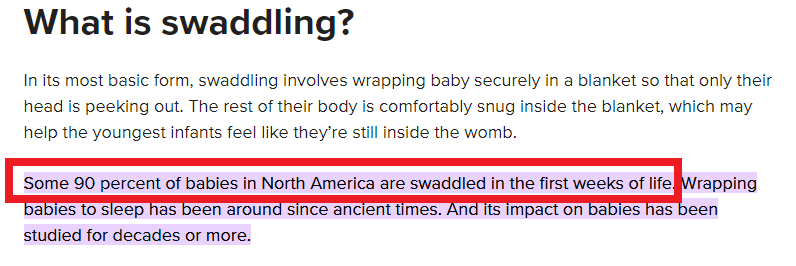 What is swaddling?
In its most basic form, swaddling involves wrapping baby securely in a blanket so that only their
head is peeking out. The rest of their body is comfortably snug inside the blanket, which may
help the youngest infants feel like they’re still inside the womb.
Some 90 percent of babies in North America are swaddled in the first weeks of life. Wrapping
babies to sleep has been around since ancient times. And its impact on babies has been
studied for decades or more.